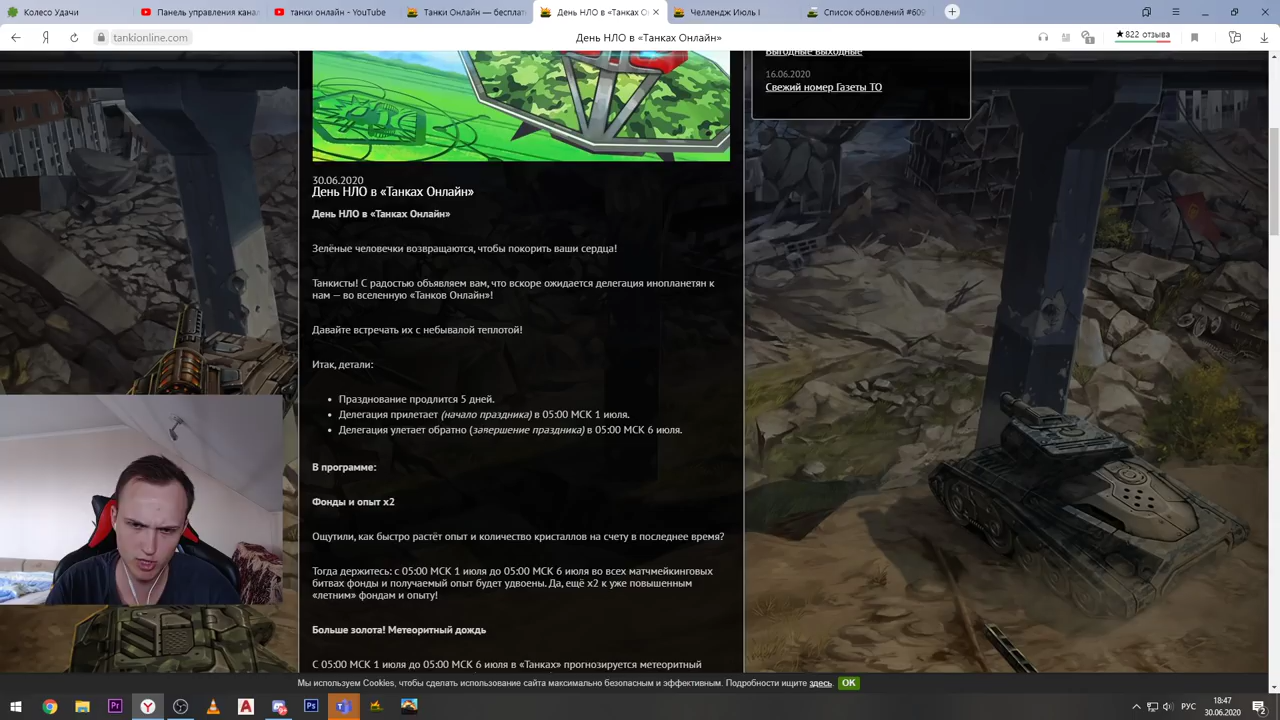 Колесо Удачи
Панель управления канал
танки онлайн - YouTube
Танки Онлайн — бесплат
День НЛО в «Танках О
Челлендж Июль I
Список обновлений #609
tankionline.com
День НЛО в «Танках Онлайн»
★822 отзыва
Выгодные выходные
16.06.2020
Свежий номер Газеты ТО
30.06.2020
День НЛО в «Танках Онлайн»
День НЛО в «Танках Онлайн»
Зелёные человечки возвращаются, чтобы покорить ваши сердца!
Танкисты! С радостью объявляем вам, что вскоре ожидается делегация инопланетян к
нам — во вселенную «Танков Онлайн»!
Давайте встречать их с небывалой теплотой!
Итак, детали:
• Празднование продлится 5 дней.
• Делегация прилетает (начало праздника) в 05:00 МСК 1 июля.
• Делегация улетает обратно (завершение праздника) в 05:00 МСК 6 июля.
В программе:
Фонды и опыт x2
Ощутили, как быстро растёт опыт и количество кристаллов на счету в последнее время?
Тогда держитесь: с 05:00 МСК 1 июля до 05:00 МСК 6 июля во всех матчмейкинговых
битвах фонды и получаемый опыт будет удвоены. Да, ещё x2 к уже повышенным
«летним» фондам и опыту!
Больше золота! Метеоритный дождь
С 05:00 МСК 1 июля до 05:00 МСК 6 июля в «Танках» прогнозируется метеоритный
Мы используем Cookies, чтобы сделать использование сайта максимально безопасным и эффективным. Подробности ищите здесь. OK
РУС
18:47
30.06.2020
2